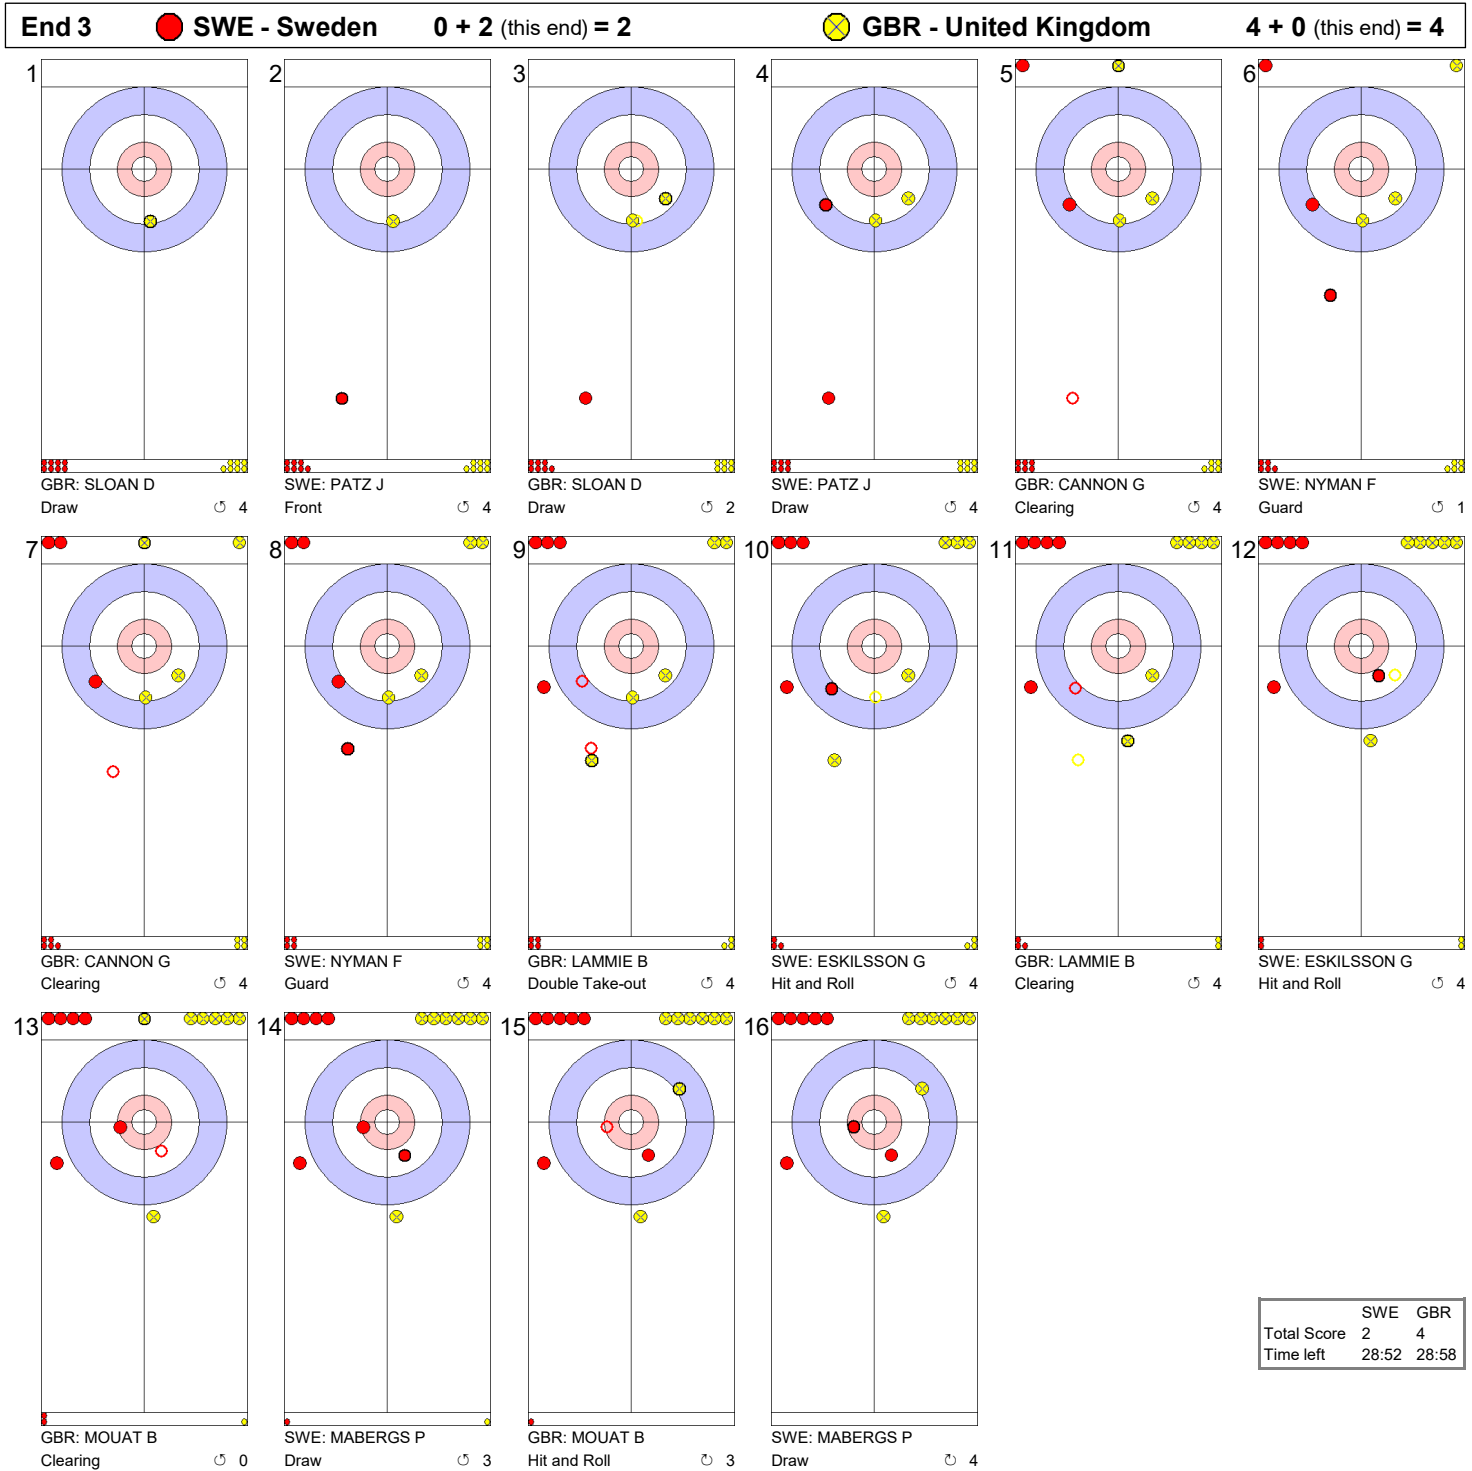 End 3 SWE - Sweden 0 + 2 (this end) = 2 GBR - United Kingdom 4 + 0 (this end) = 4
1 2 3 4 5 6
GBR: SLOAN D SWE: PATZ J GBR: SLOAN D SWE: PATZ J GBR: CANNON G SWE: NYMAN F
Draw ↺ 4 Front ↺ 4 Draw ↺ 2 Draw ↺ 4 Clearing ↺ 4 Guard ↺ 1
7 8 9 10 11 12
GBR: CANNON G SWE: NYMAN F GBR: LAMMIE B SWE: ESKILSSON G GBR: LAMMIE B SWE: ESKILSSON G
Clearing ↺ 4 Guard ↺ 4 Double Take-out ↺ 4 Hit and Roll ↺ 4 Clearing ↺ 4 Hit and Roll ↺ 4
13 14 15 16
SWE GBR
Total Score 2 4
Time left 28:52 28:58
GBR: MOUAT B SWE: MABERGS P GBR: MOUAT B SWE: MABERGS P
Clearing ↺ 0 Draw ↺ 3 Hit and Roll ↻ 3 Draw ↻ 4